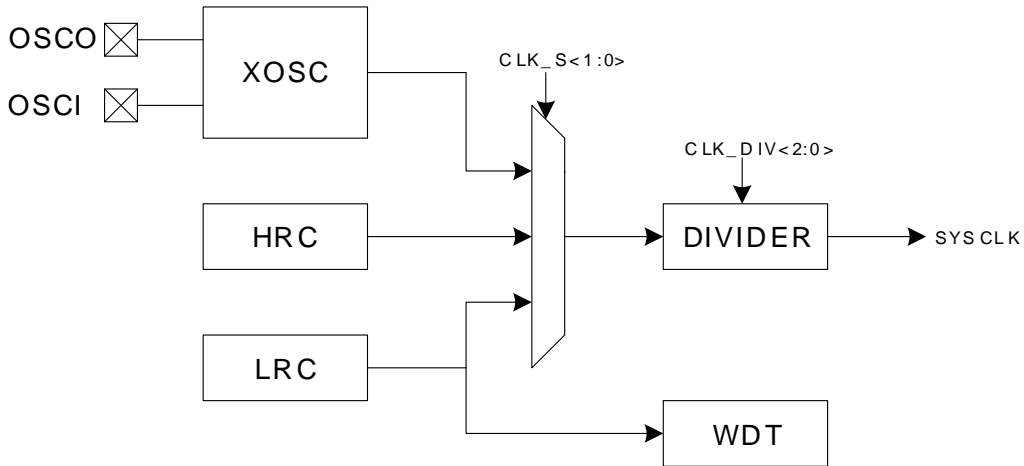 OSCO
XOSC
OSCI
CLK_S<1:0>
CLK_DIV<2:0>
HRC
DIVIDER
SYSCLK
LRC
WDT